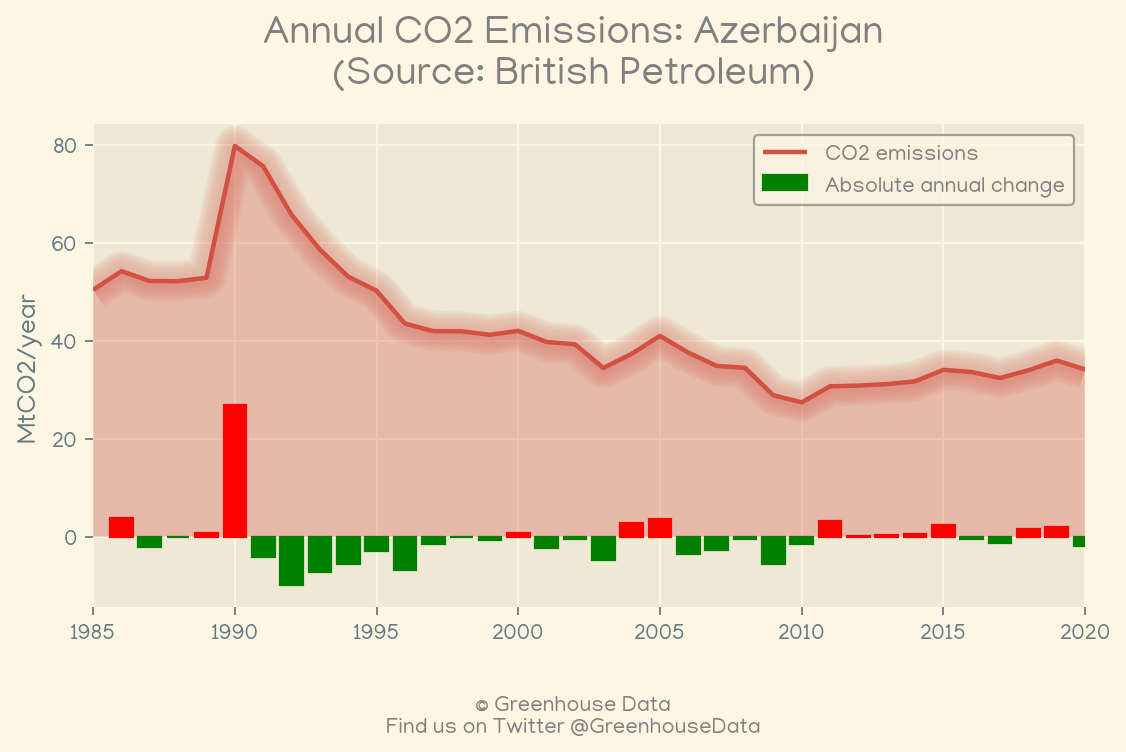 Annual CO2 Emissions: Azerbaijan
(Source: British Petroleum)
CO2 emissions
Absolute annual change
MtCO2/year
80
60
40
20
0
1985 1990 1995 2000 2005 2010 2015 2020
© Greenhouse Data
Find us on Twitter @GreenhouseData